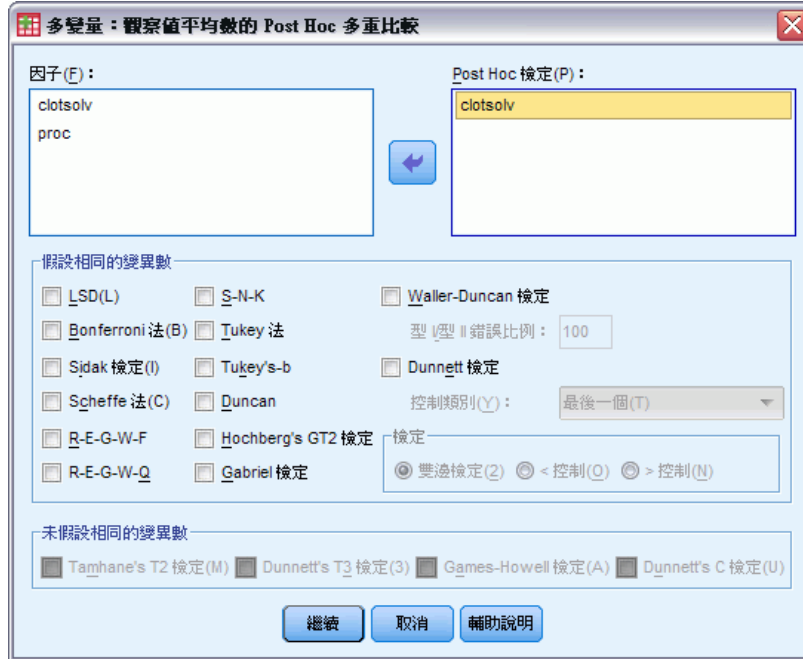 多變量：觀察值平均數的 Post Hoc 多重比較
因子(F)：
clotsolv
proc
Post Hoc 檢定(P)：
clotsolv
假設相同的變異數
LSD(L)
S-N-K
Waller-Duncan 檢定
Bonferroni 法(B)
Tukey 法
型 I/型 II 錯誤比例：
100
Sidak 檢定(I)
Tukey's-b
Dunnett 檢定
Scheffe 法(C)
Duncan
控制類別(Y)：
最後一個(T)
R-E-G-W-F
Hochberg's GT2 檢定
檢定
R-E-G-W-Q
Gabriel 檢定
雙邊檢定(2)
< 控制(O)
> 控制(N)
未假設相同的變異數
Tamhane's T2 檢定(M)
Dunnett's T3 檢定(3)
Games-Howell 檢定(A)
Dunnett's C 檢定(U)
繼續
取消
輔助說明